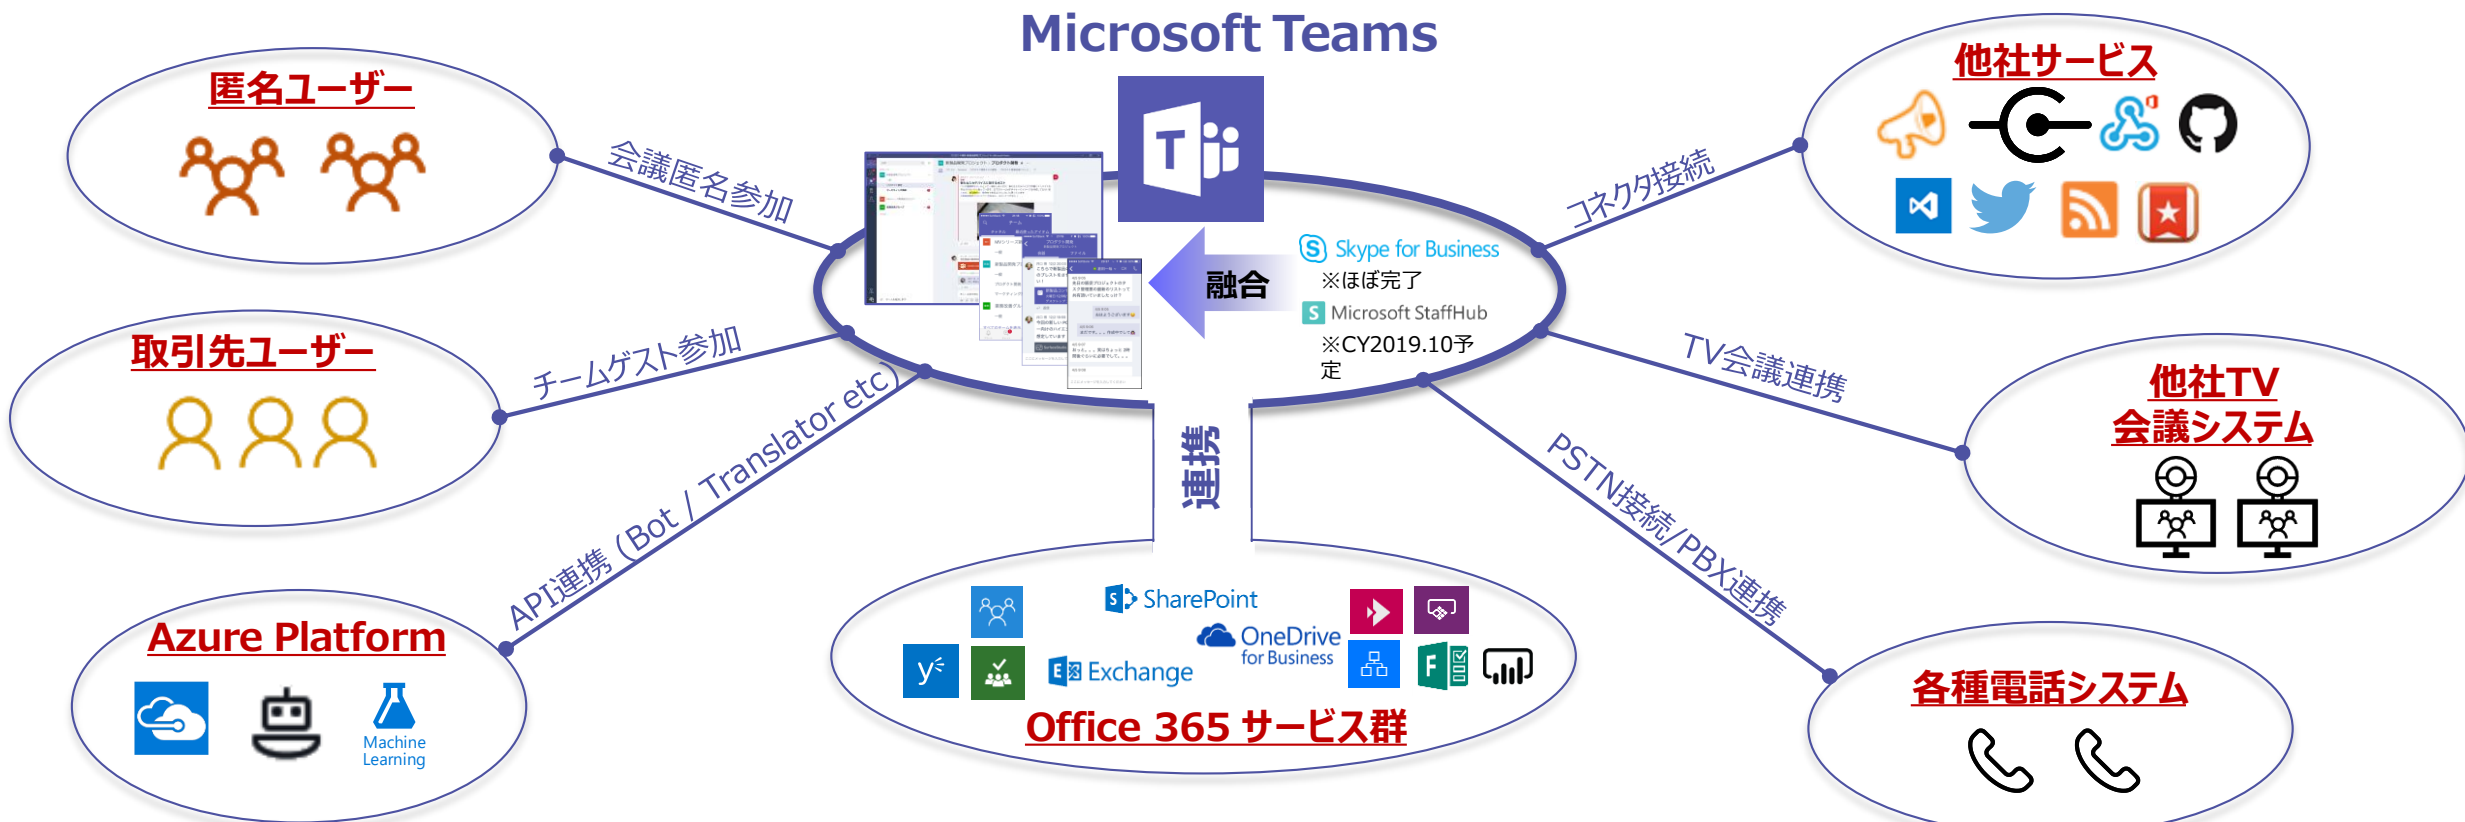 Microsoft Teams
匿名ユーザー
会議匿名参加
取引先ユーザー
チームゲスト参加
Azure Platform
Machine
Learning
API連携 (Bot / Translator etc)
融合
Skype for Business
※ほぼ完了
Microsoft StaffHub
※CY2019.10予
定
連携
SharePoint
OneDrive
for Business
Exchange
Office 365 サービス群
他社サービス
コネクタ接続
TV会議連携
他社TV
会議システム
PSTN接続/PBX連携
各種電話システム